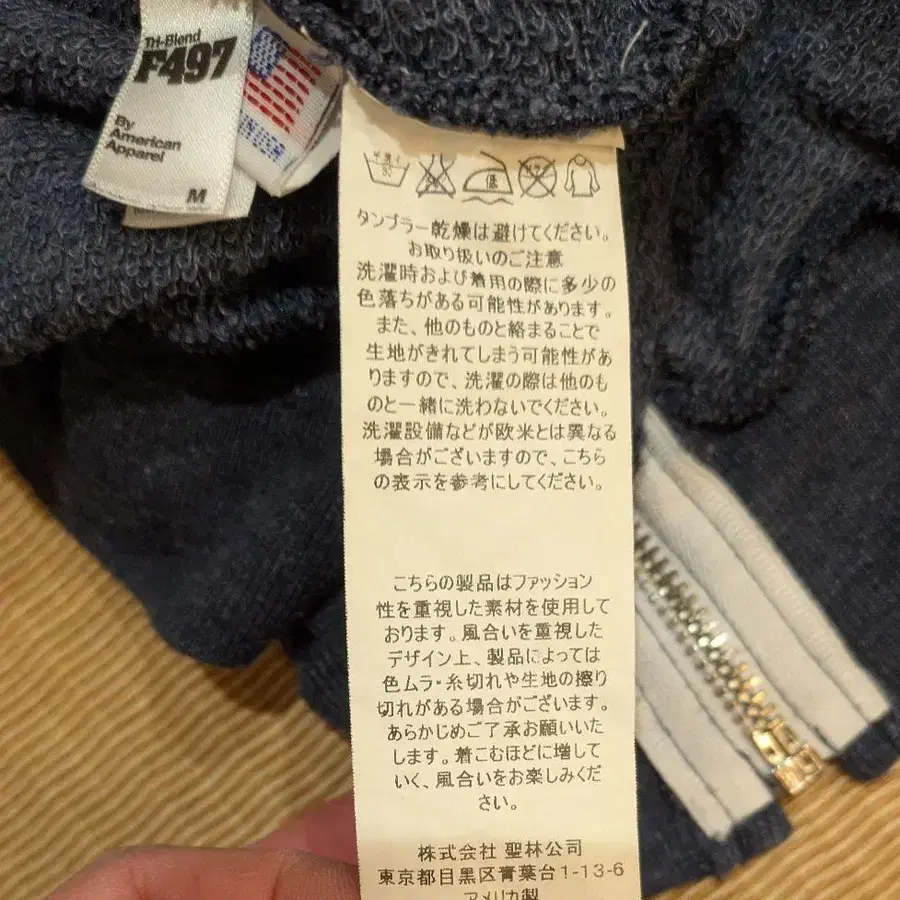 Tri-Blend
F497
By
American
Apparel
M
低
タンブラー乾燥は避けてください。
お取り扱いのご注意
洗濯時および着用の際に多少の
色落ちがある可能性があります。
また、他のものと絡まることで
生地がきれてしまう可能性があ
りますので、洗濯の際は他のも
のと一緒に洗わないでください。
洗濯設備などが欧米とは異なる
場合がございますので、こちら
の表示を参考にしてください。
こちらの製品はファッション
性を重視した素材を使用して
おります。風合いを重視した
デザイン上、製品によっては
色ムラ・糸切れや生地の擦り
切れがある場合がございます。
あらかじめご了承お願いいた
します。着こむほどに増して
いく、風合いをお楽しみくだ
さい。
株式会社 聖林公司
東京都目黒区青葉台1-13-6
アメリカ製